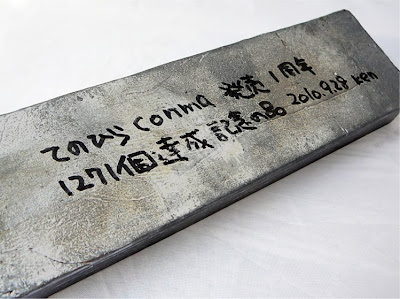 てのひら conma 発売1周年
1271個達成記念の品 2010.9.28 ken